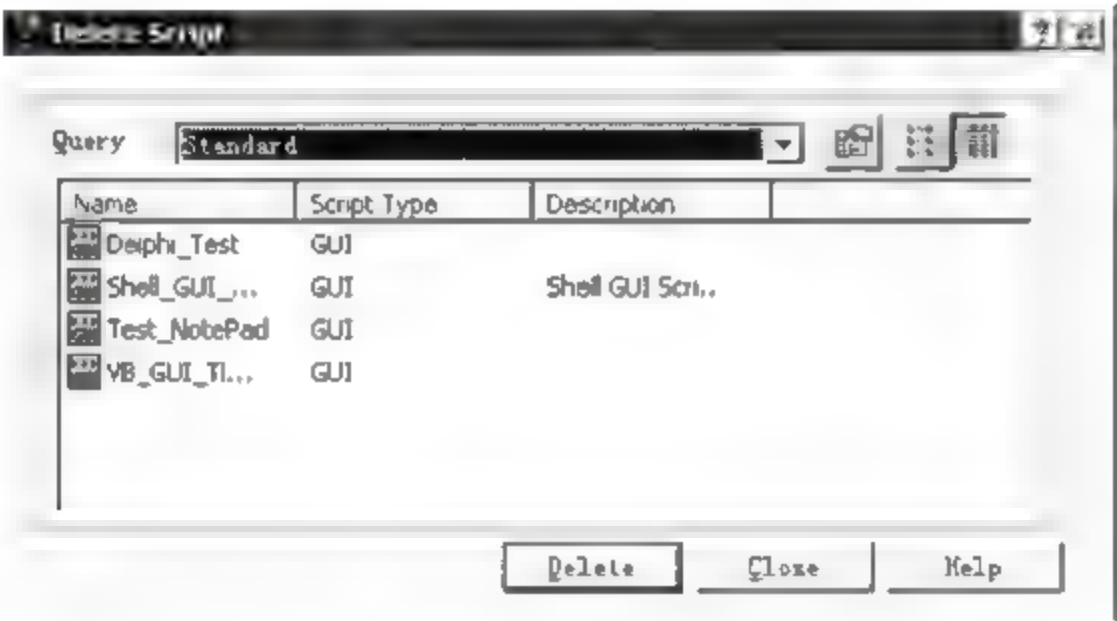 Delete Script
Query Standard
Name Script Type Description
Delphi_Test GUI
Shell_GUI_... GUI Shell GUI Scri..
Test_NotePad GUI
VB_GUI_Tl... GUI
Delete Close Help